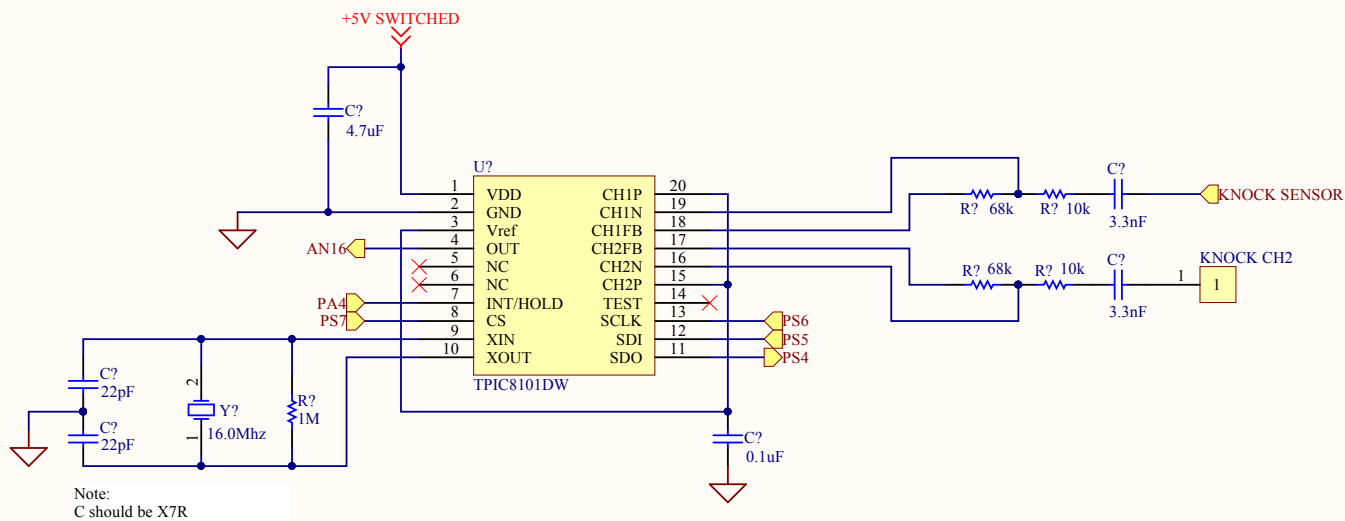 +5V SWITCHED
C?
4.7uF
U?
1 VDD CH1P 20
2 GND CH1N 19
3 Vref CH1FB 18
4 OUT CH2FB 17
5 NC CH2N 16
6 NC CH2P 15
7 INT/HOLD TEST 14
8 CS SCLK 13
9 XIN SDI 12
10 XOUT SDO 11
TPIC8101DW
AN16
PA4
PS7
PS6
PS5
PS4
C?
R? 68k
R? 10k
3.3nF
KNOCK SENSOR
R? 68k
R? 10k
C?
3.3nF
KNOCK CH2
1
1
C?
22pF
C?
22pF
2
Y?
1
16.0Mhz
R?
1M
C?
0.1uF
Note:
C should be X7R